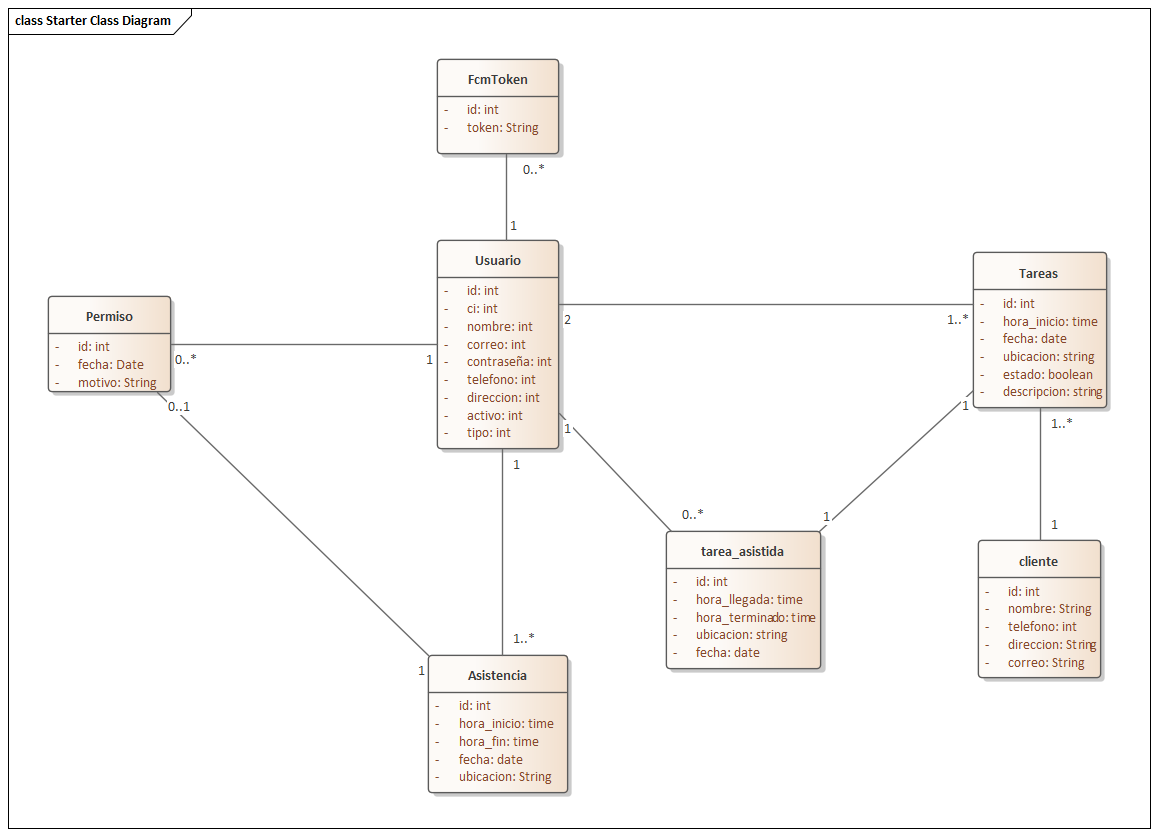 class Starter Class Diagram
FcmToken
- id: int
- token: String
0..*
1
Usuario
- id: int
- ci: int
- nombre: int
- correo: int
- contraseña: int
- telefono: int
- direccion: int
- activo: int
- tipo: int
Tareas
- id: int
- hora_inicio: time
- fecha: date
- ubicacion: string
- estado: boolean
- descripcion: string
Permiso
- id: int
- fecha: Date
- motivo: String
2
1..*
0..*
1
0..1
1
1
1..*
1
0..*
1
1
1
tarea_asistida
- id: int
- hora_llegada: time
- hora_terminado: time
- ubicacion: string
- fecha: date
cliente
- id: int
- nombre: String
- telefono: int
- direccion: String
- correo: String
1..*
1
Asistencia
- id: int
- hora_inicio: time
- hora_fin: time
- fecha: date
- ubicacion: String